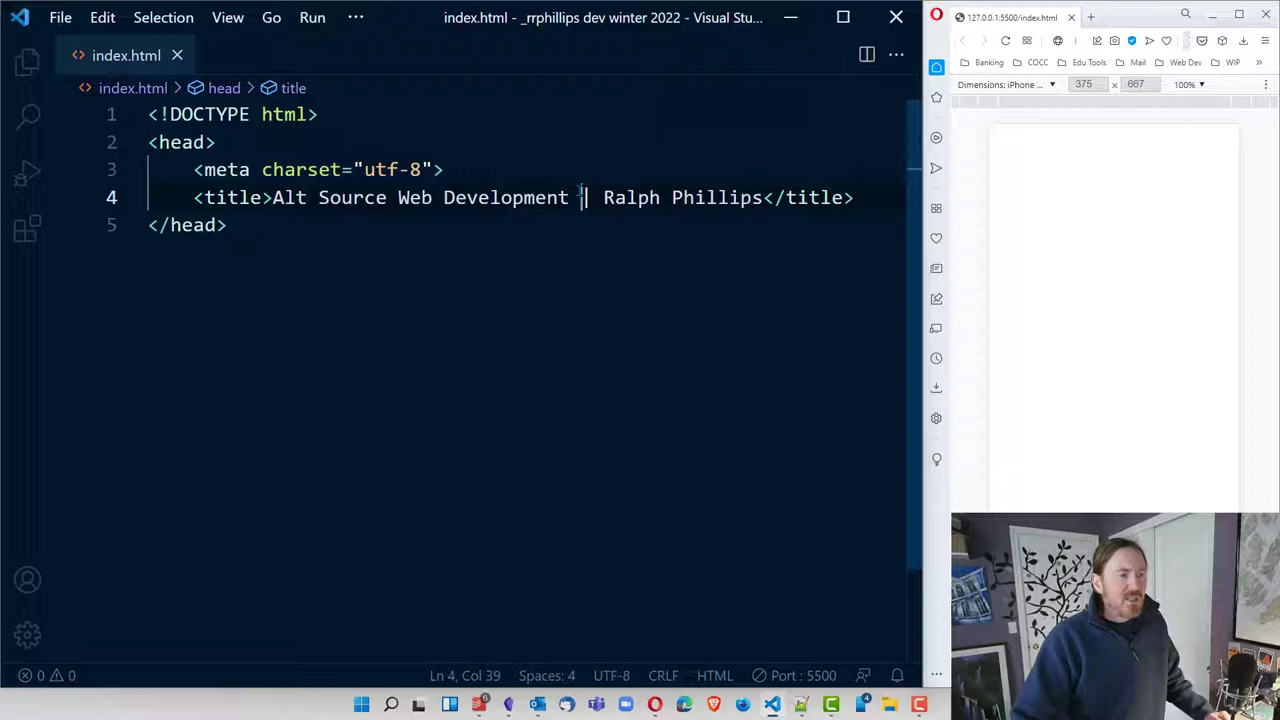 File Edit Selection View Go Run ··· index.html - _rrphillips dev winter 2022 - Visual Stu...
index.html
index.html > head > title
1 <!DOCTYPE html>
2 <head>
3 <meta charset="utf-8">
4 <title>Alt Source Web Development | Ralph Phillips</title>
5 </head>
0 0 Ln 4, Col 39 Spaces: 4 UTF-8 CRLF HTML Port : 5500
127.0.0.1:5500/index.html
Banking COCC Edu Tools Mail Web Dev WIP »
Dimensions: iPhone ... 375 x 667 100%
6
4